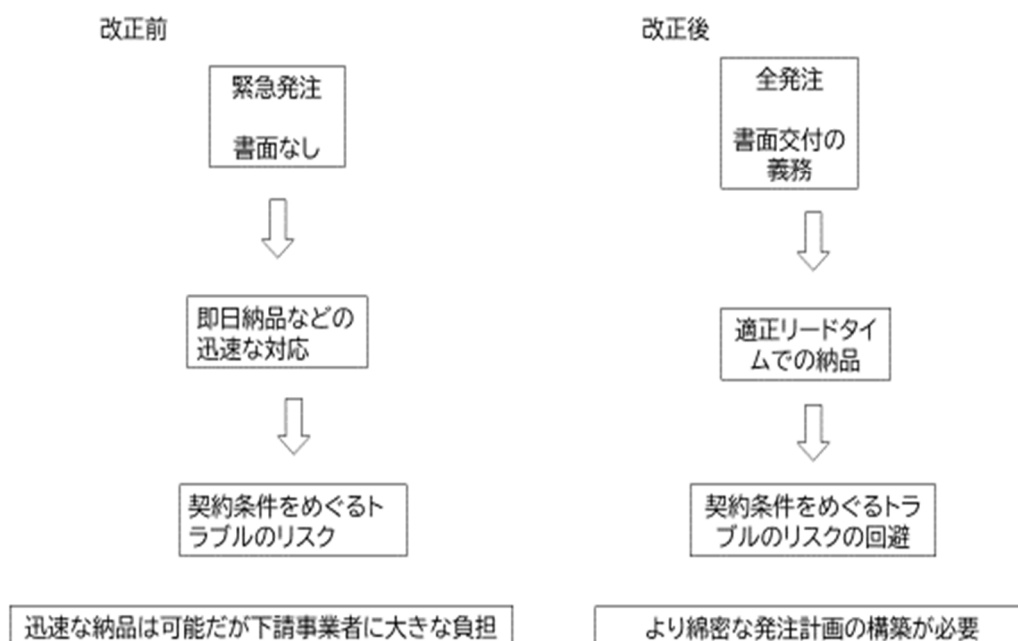 改正前
緊急発注
書面なし
即日納品などの
迅速な対応
契約条件をめぐるト
ラブルのリスク
迅速な納品は可能だが下請事業者に大きな負担
改正後
全発注
書面交付の
義務
適正リードタイ
ムでの納品
契約条件をめぐるトラ
ブルのリスクの回避
より綿密な発注計画の構築が必要